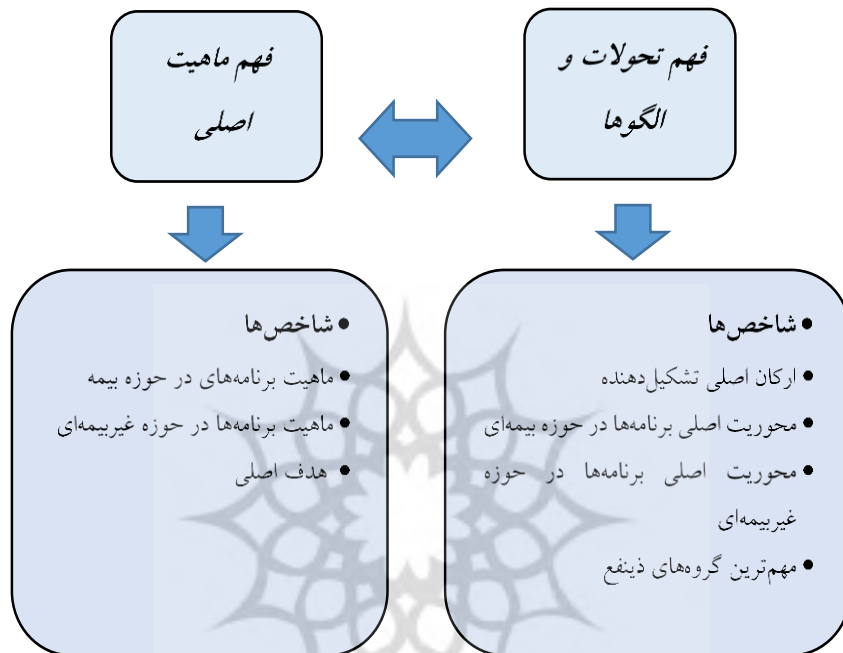 فهم تحولات و
الگوها
فهم ماهیت
اصلی
• شاخص‌ها
• ارکان اصلی تشکیل‌دهنده
• محوریت اصلی برنامه‌ها در حوزه بیمه‌ای
• محوریت اصلی برنامه‌ها در حوزه
غیربیمه‌ای
• مهم‌ترین گروه‌های ذینفع
• شاخص‌ها
• ماهیت برنامه‌های در حوزه بیمه
• ماهیت برنامه‌ها در حوزه غیربیمه‌ای
• هدف اصلی